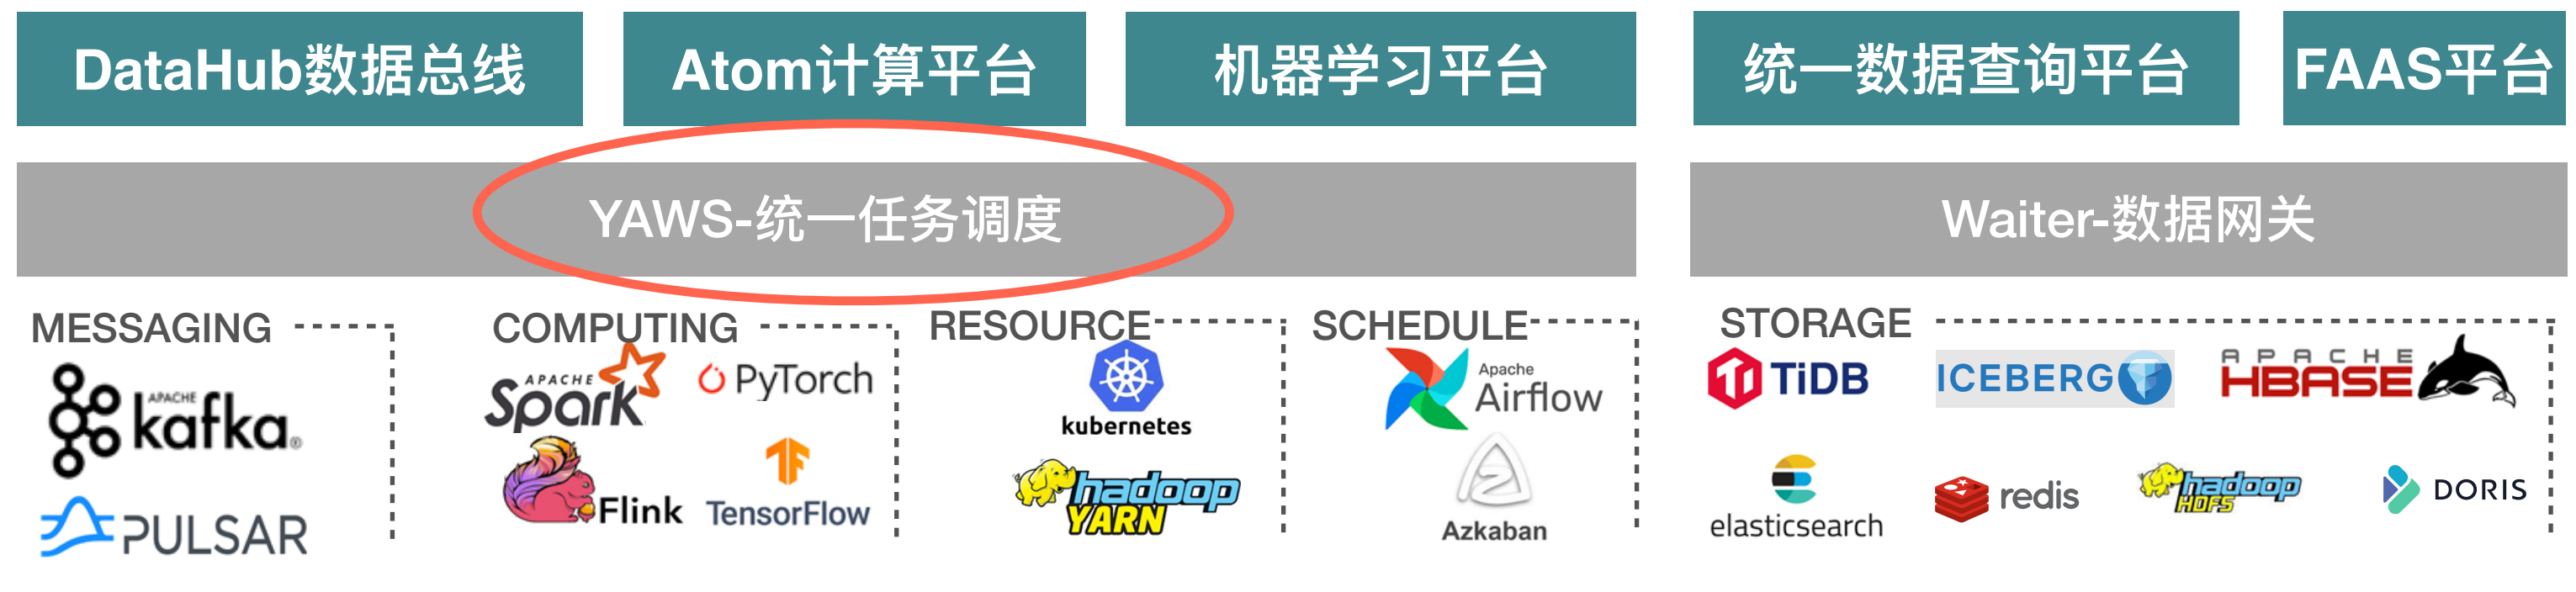 DataHub数据总线
Atom计算平台
机器学习平台
统一数据查询平台
FAAS平台
YAWS-统一任务调度
Waiter-数据网关
MESSAGING
COMPUTING
RESOURCE
SCHEDULE
STORAGE
APACHE
kafka®
PULSAR
APACHE
Spark
PyTorch
Flink
TensorFlow
kubernetes
hadoop
YARN
Apache
Airflow
Azkaban
TiDB
ICEBERG
APACHE
HBASE
elasticsearch
redis
hadoop
HDFS
DORIS